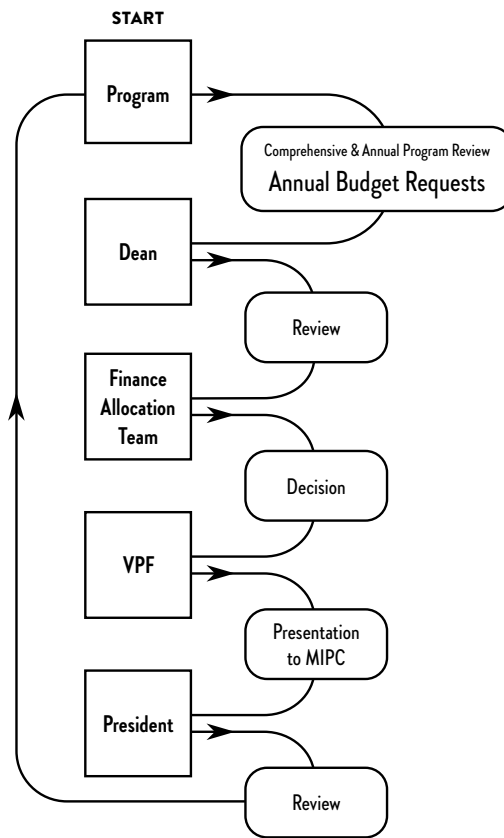 START
Program
Comprehensive & Annual Program Review
Annual Budget Requests
Dean
Review
Finance
Allocation
Team
Decision
VPF
Presentation
to MIPC
President
Review